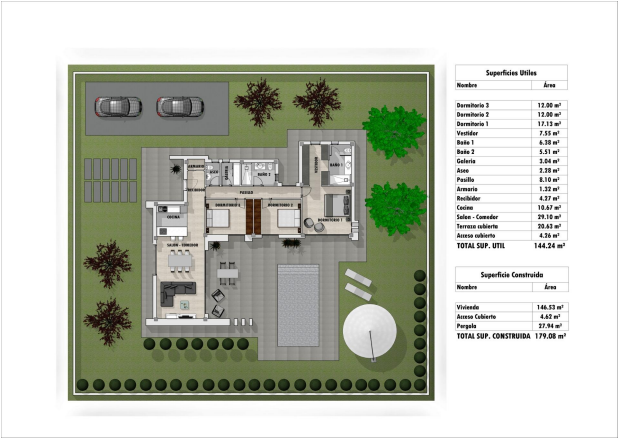 Superficies Utiles
Nombre Área
Dormitorio 3 12.00 m²
Dormitorio 2 12.00 m²
Dormitorio 1 17.13 m²
Vestidor 7.55 m²
Baño 1 6.38 m²
Baño 2 5.51 m²
Galeria 3.04 m²
Aseo 2.28 m²
Pasillo 8.10 m²
Armario 1.32 m²
Recibidor 4.27 m²
Cocina 10.67 m²
Salon - Comedor 29.10 m²
Terraza cubierta 20.63 m²
Acceso cubierto 4.26 m²
TOTAL SUP. UTIL 144.24 m²
Superficie Construida
Nombre Área
Vivienda 146.53 m²
Acceso Cubierto 4.62 m²
Pergola 27.94 m²
TOTAL SUP. CONSTRUIDA 179.08 m²
ARMARIO
ASEO
GALERIA
BAÑO 2
VESTIDOR
BAÑO 1
RECIBIDOR
PASILLO
COCINA
DORMITORIO 3
DORMITORIO 2
DORMITORIO 1
SALON - COMEDOR